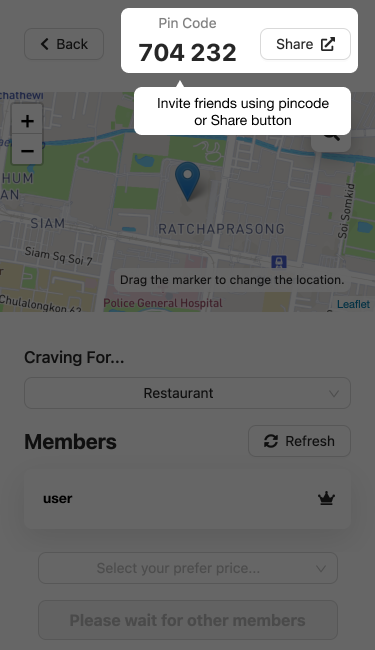 Pin Code
Back
704 232
Share
Invite friends using pincode
or Share button
chathewi
+
−
HUM
AN
SIAM
RATCHAPRASONG
Soi Somkid
Siam Sq Soi 7
Drag the marker to change the location.
Chulalongkon 62
Police General Hospital
Leaflet
Craving For...
Restaurant
Members
Refresh
user
Select your prefer price...
Please wait for other members